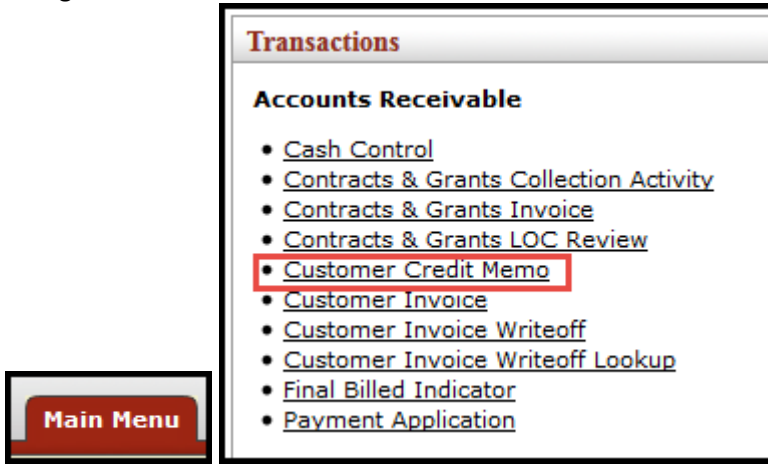 Transactions
Accounts Receivable
• Cash Control
• Contracts & Grants Collection Activity
• Contracts & Grants Invoice
• Contracts & Grants LOC Review
• Customer Credit Memo
• Customer Invoice
• Customer Invoice Writeoff
• Customer Invoice Writeoff Lookup
• Final Billed Indicator
• Payment Application
Main Menu